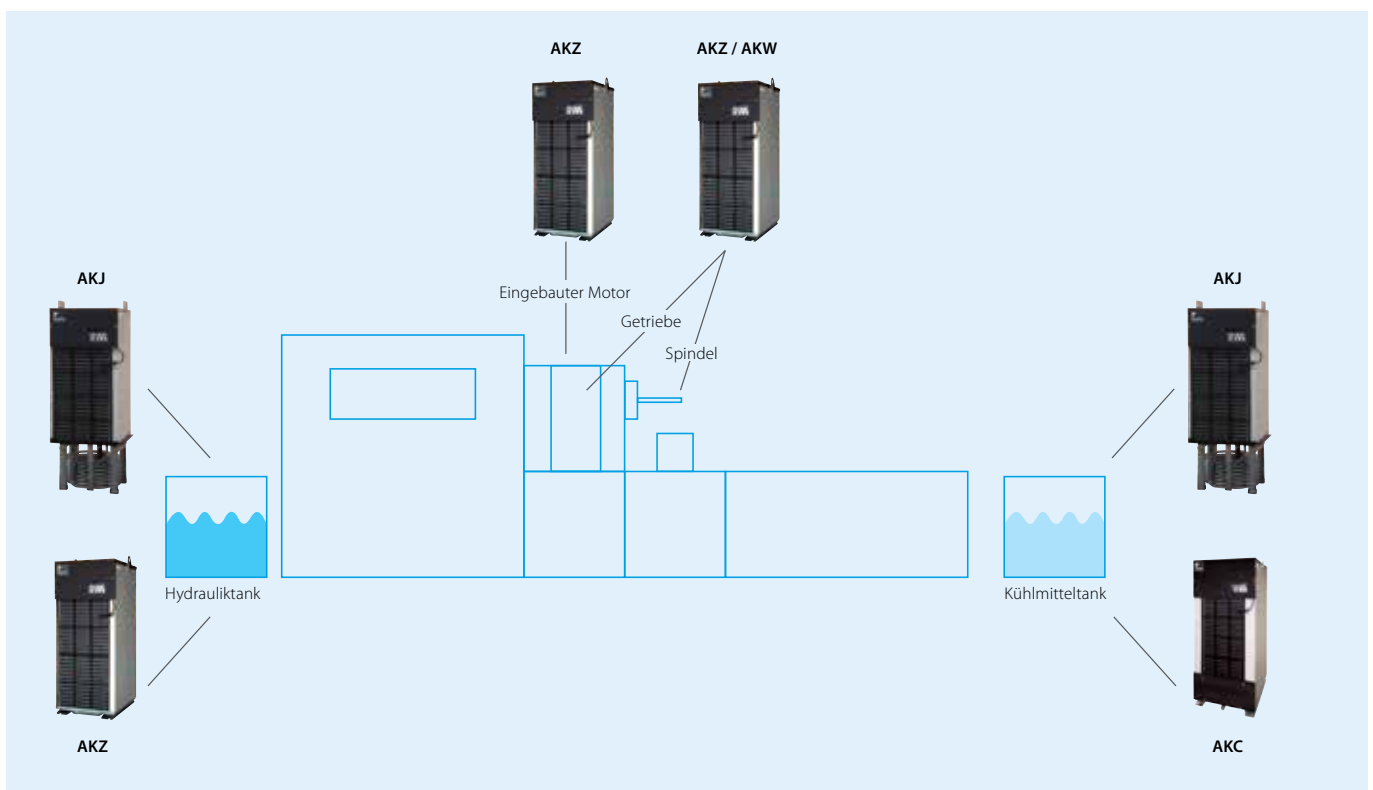 AKZ
AKZ / AKW
AKJ
AKJ
Eingebauter Motor
Getriebe
Spindel
Hydrauliktank
Kühlmitteltank
AKZ
AKC